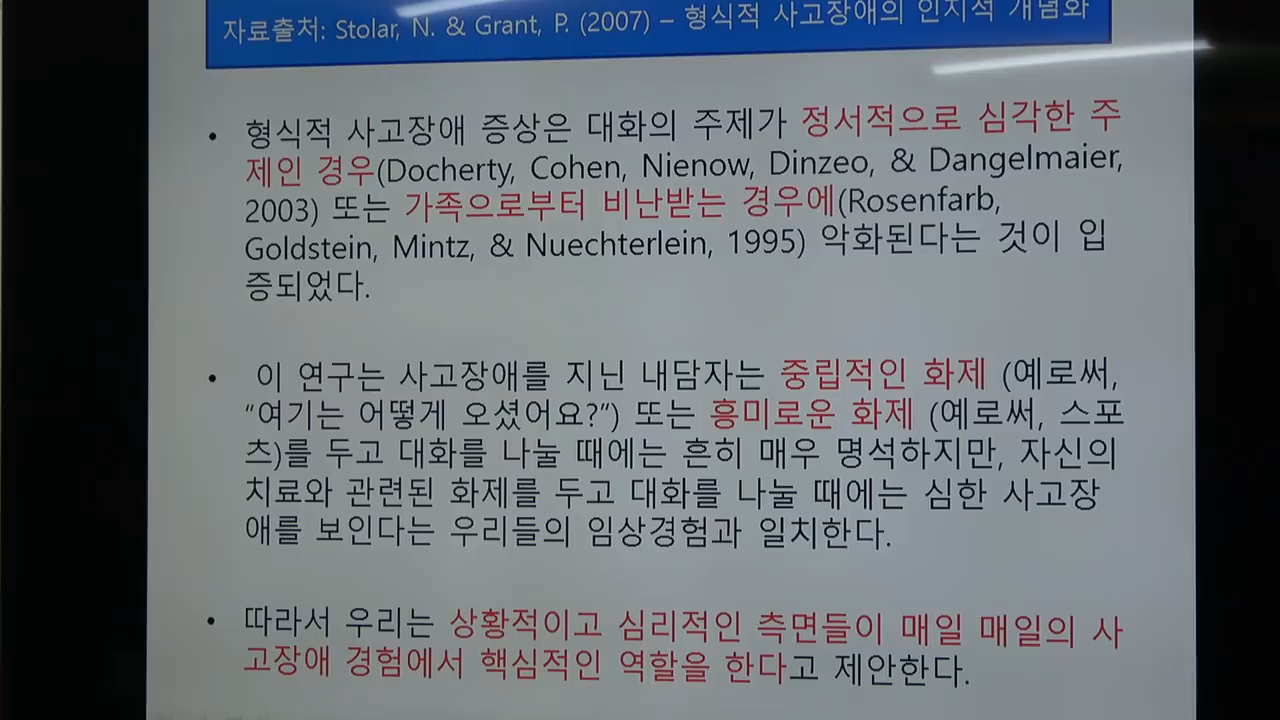 자료출처: Stolar, N. & Grant, P. (2007) – 형식적 사고장애의 인지적 개념화
• 형식적 사고장애 증상은 대화의 주제가 정서적으로 심각한 주
제인 경우(Docherty, Cohen, Nienow, Dinzeo, & Dangelmaier,
2003) 또는 가족으로부터 비난받는 경우에(Rosenfarb,
Goldstein, Mintz, & Nuechterlein, 1995) 악화된다는 것이 입
증되었다.
• 이 연구는 사고장애를 지닌 내담자는 중립적인 화제 (예로써,
“여기는 어떻게 오셨어요?”) 또는 흥미로운 화제 (예로써, 스포
츠)를 두고 대화를 나눌 때에는 흔히 매우 명석하지만, 자신의
치료와 관련된 화제를 두고 대화를 나눌 때에는 심한 사고장
애를 보인다는 우리들의 임상경험과 일치한다.
• 따라서 우리는 상황적이고 심리적인 측면들이 매일 매일의 사
고장애 경험에서 핵심적인 역할을 한다고 제안한다.